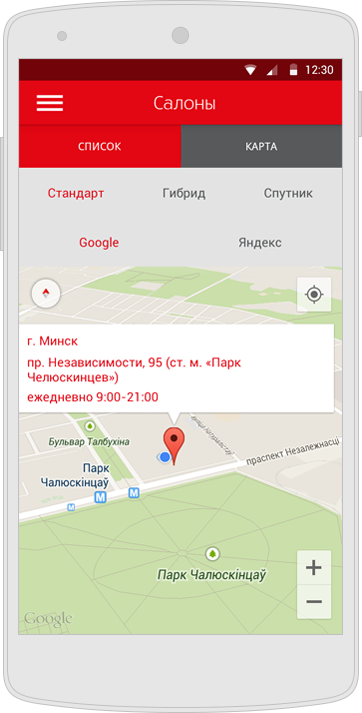 12:30
Салоны
СПИСОК
КАРТА
Стандарт
Гибрид
Спутник
Google
Яндекс
г. Минск
пр. Независимости, 95 (ст. м. «Парк
Челюскинцев»)
ежедневно 9:00-21:00
Бульвар Талбухіна
праспект Незалежнасці
Парк
Чалюскінцаў
M
M
M
Парк Чалюскінцаў
Google